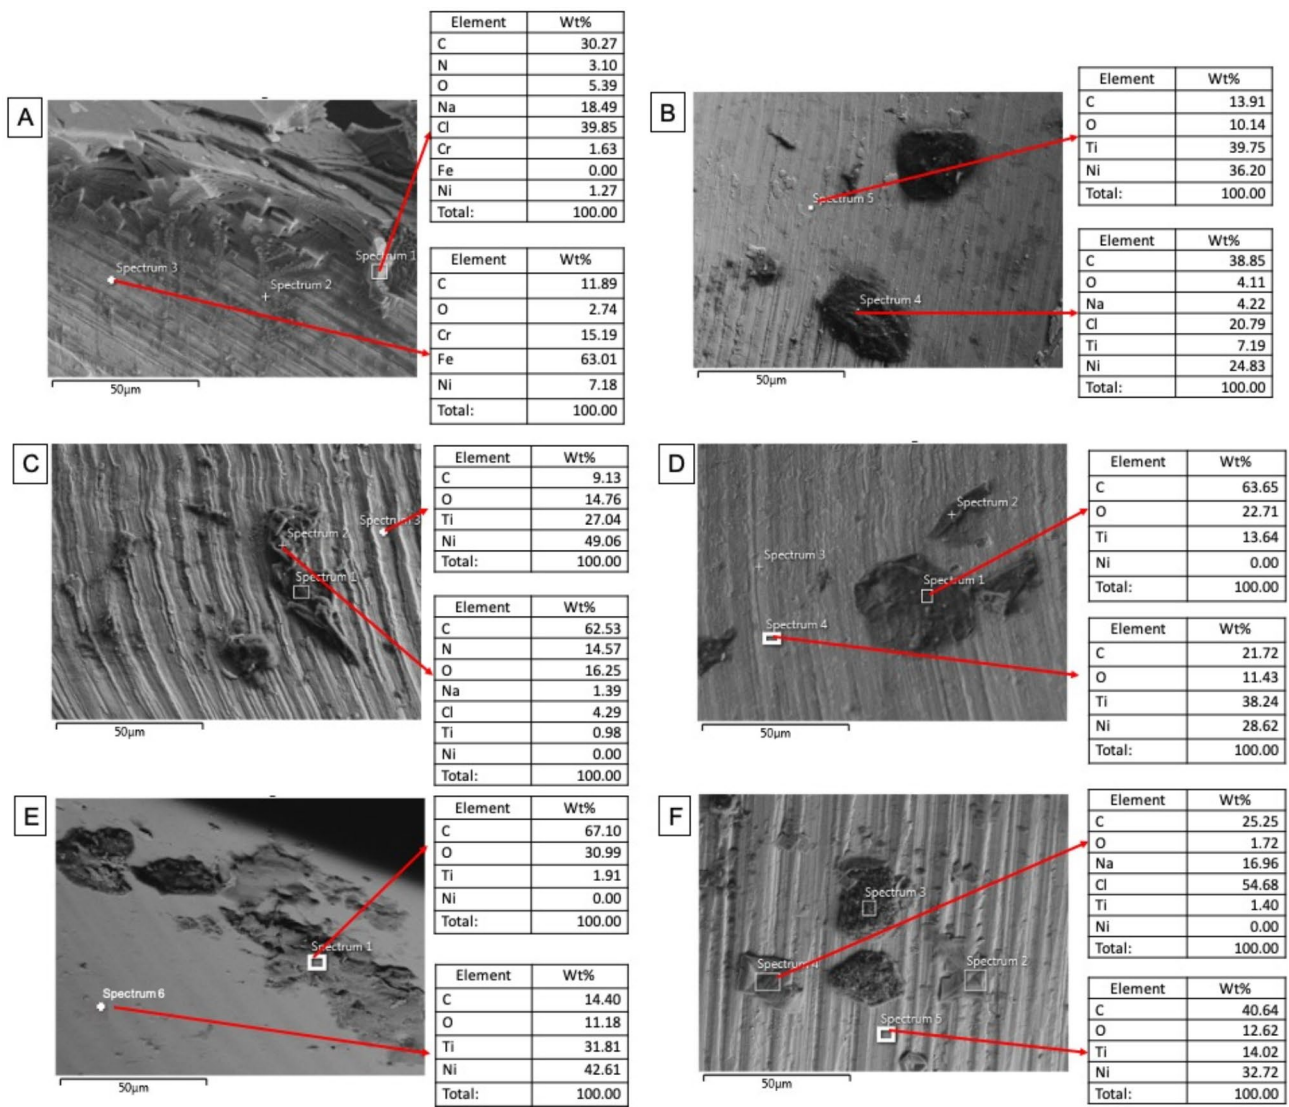 A
Spectrum 1
Spectrum 3
Spectrum 2
50µm
Element Wt%
C 30.27
N 3.10
O 5.39
Na 18.49
Cl 39.85
Cr 1.63
Fe 0.00
Ni 1.27
Total: 100.00
Element Wt%
C 11.89
O 2.74
Cr 15.19
Fe 63.01
Ni 7.18
Total: 100.00
B
Spectrum 5
Spectrum 4
50µm
Element Wt%
C 13.91
O 10.14
Ti 39.75
Ni 36.20
Total: 100.00
Element Wt%
C 38.85
O 4.11
Na 4.22
Cl 20.79
Ti 7.19
Ni 24.83
Total: 100.00
C
Spectrum 3
Spectrum 2
Spectrum 1
50µm
Element Wt%
C 9.13
O 14.76
Ti 27.04
Ni 49.06
Total: 100.00
Element Wt%
C 62.53
N 14.57
O 16.25
Na 1.39
Cl 4.29
Ti 0.98
Ni 0.00
Total: 100.00
D
Spectrum 2
Spectrum 3
Spectrum 1
Spectrum 4
50µm
Element Wt%
C 63.65
O 22.71
Ti 13.64
Ni 0.00
Total: 100.00
Element Wt%
C 21.72
O 11.43
Ti 38.24
Ni 28.62
Total: 100.00
E
Spectrum 1
Spectrum 6
50µm
Element Wt%
C 67.10
O 30.99
Ti 1.91
Ni 0.00
Total: 100.00
Element Wt%
C 14.40
O 11.18
Ti 31.81
Ni 42.61
Total: 100.00
F
Spectrum 3
Spectrum 4
Spectrum 2
Spectrum 5
50µm
Element Wt%
C 25.25
O 1.72
Na 16.96
Cl 54.68
Ti 1.40
Ni 0.00
Total: 100.00
Element Wt%
C 40.64
O 12.62
Ti 14.02
Ni 32.72
Total: 100.00